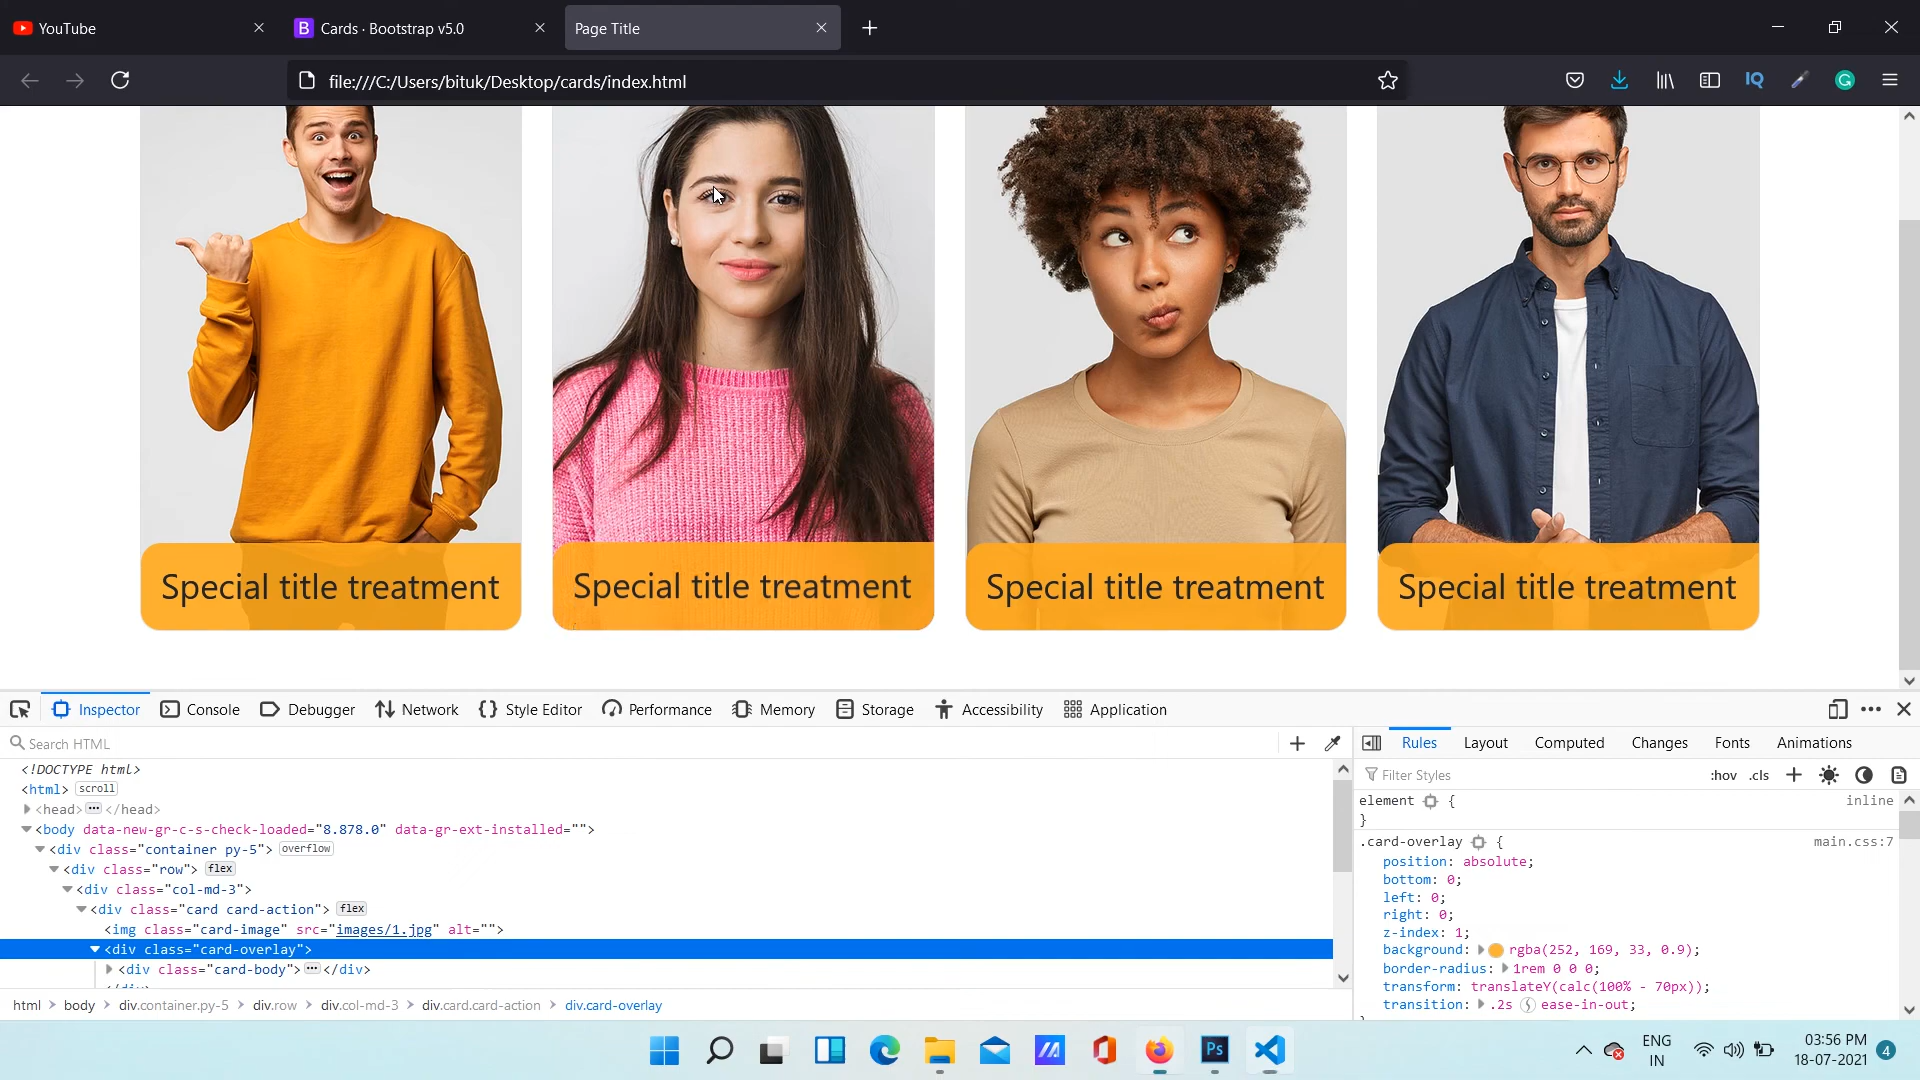 YouTube
Cards · Bootstrap v5.0
Page Title
file:///C:/Users/bituk/Desktop/cards/index.html
IQ
G
Special title treatment
Special title treatment
Special title treatment
Special title treatment
Inspector
Console
Debugger
Network
Style Editor
Performance
Memory
Storage
Accessibility
Application
Search HTML
<!DOCTYPE html>
<html> scroll
<head> ••• </head>
<body data-new-gr-c-s-check-loaded="8.878.0" data-gr-ext-installed="">
<div class="container py-5"> overflow
<div class="row"> flex
<div class="col-md-3">
<div class="card card-action"> flex
<img class="card-image" src="images/1.jpg" alt="">
<div class="card-overlay">
<div class="card-body"> ••• </div>
</div>
html > body > div.container.py-5 > div.row > div.col-md-3 > div.card.card-action > div.card-overlay
Rules
Layout
Computed
Changes
Fonts
Animations
Filter Styles
:hov .cls
element {
inline
}
.card-overlay {
main.css:7
position: absolute;
bottom: 0;
left: 0;
right: 0;
z-index: 1;
background: rgba(252, 169, 33, 0.9);
border-radius: 1rem 0 0 0;
transform: translateY(calc(100% - 70px));
transition: .2s ease-in-out;
}
Ps
ENG
IN
03:56 PM
18-07-2021
4